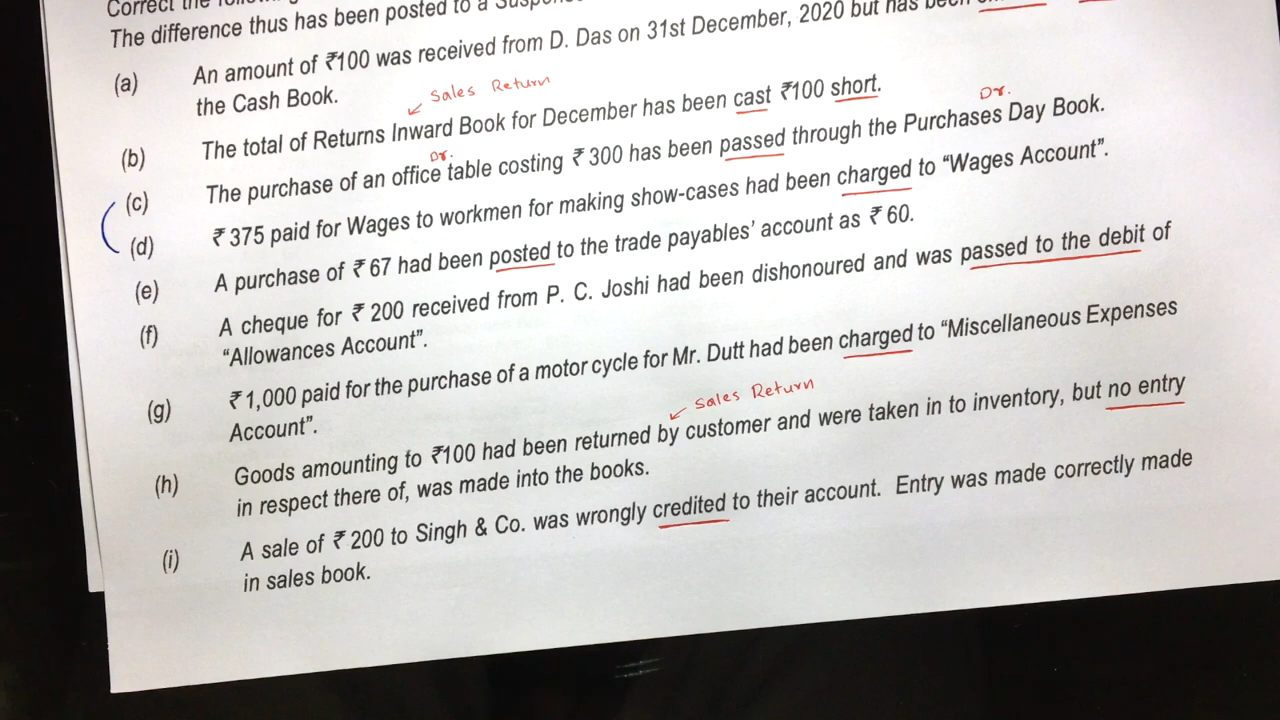 Correct the
The difference thus has been posted to a
(a) An amount of ₹100 was received from D. Das on 31st December, 2020 but has been
the Cash Book.
Sales Return
(b) The total of Returns Inward Book for December has been cast ₹100 short.
Dr.
Dr.
(c) The purchase of an office table costing ₹ 300 has been passed through the Purchases Day Book.
(d) ₹ 375 paid for Wages to workmen for making show-cases had been charged to “Wages Account”.
(e) A purchase of ₹ 67 had been posted to the trade payables’ account as ₹ 60.
(f) A cheque for ₹ 200 received from P. C. Joshi had been dishonoured and was passed to the debit of
“Allowances Account”.
(g) ₹ 1,000 paid for the purchase of a motor cycle for Mr. Dutt had been charged to “Miscellaneous Expenses
Account”.
Sales Return
(h) Goods amounting to ₹100 had been returned by customer and were taken in to inventory, but no entry
in respect there of, was made into the books.
(i) A sale of ₹ 200 to Singh & Co. was wrongly credited to their account. Entry was made correctly made
in sales book.